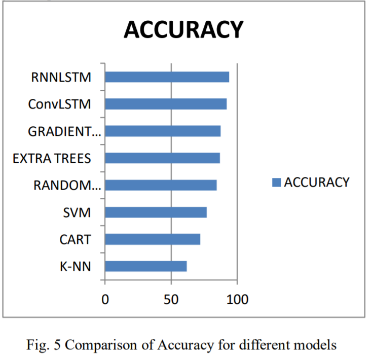 ACCURACY
RNNLSTM
ConvLSTM
GRADIENT...
EXTRA TREES
RANDOM...
SVM
CART
K-NN
0 50 100
ACCURACY
Fig. 5 Comparison of Accuracy for different models